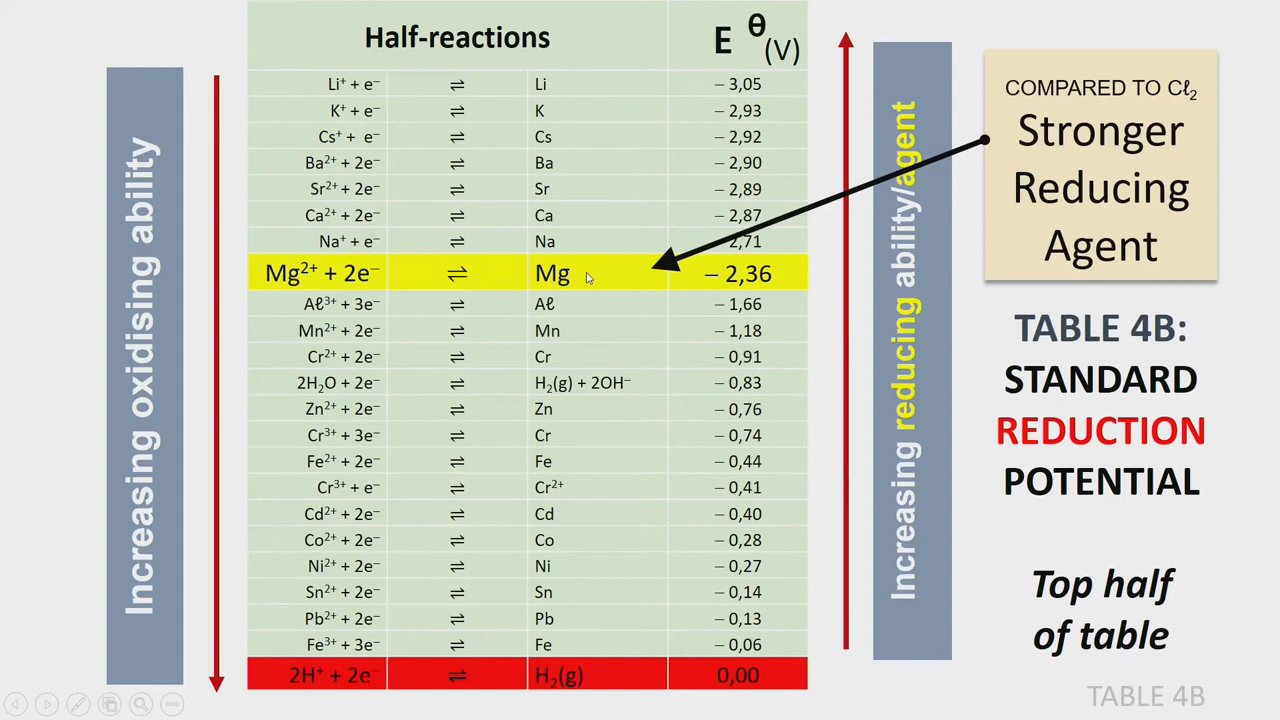 Half-reactions E θ (V)
Li⁺ + e⁻ ⇌ Li – 3,05
K⁺ + e⁻ ⇌ K – 2,93
Cs⁺ + e⁻ ⇌ Cs – 2,92
Ba²⁺ + 2e⁻ ⇌ Ba – 2,90
Sr²⁺ + 2e⁻ ⇌ Sr – 2,89
Ca²⁺ + 2e⁻ ⇌ Ca – 2,87
Na⁺ + e⁻ ⇌ Na 2,71
Mg²⁺ + 2e⁻ ⇌ Mg – 2,36
Aℓ³⁺ + 3e⁻ ⇌ Aℓ – 1,66
Mn²⁺ + 2e⁻ ⇌ Mn – 1,18
Cr²⁺ + 2e⁻ ⇌ Cr – 0,91
2H₂O + 2e⁻ ⇌ H₂(g) + 2OH⁻ – 0,83
Zn²⁺ + 2e⁻ ⇌ Zn – 0,76
Cr³⁺ + 3e⁻ ⇌ Cr – 0,74
Fe²⁺ + 2e⁻ ⇌ Fe – 0,44
Cr³⁺ + e⁻ ⇌ Cr²⁺ – 0,41
Cd²⁺ + 2e⁻ ⇌ Cd – 0,40
Co²⁺ + 2e⁻ ⇌ Co – 0,28
Ni²⁺ + 2e⁻ ⇌ Ni – 0,27
Sn²⁺ + 2e⁻ ⇌ Sn – 0,14
Pb²⁺ + 2e⁻ ⇌ Pb – 0,13
Fe³⁺ + 3e⁻ ⇌ Fe – 0,06
2H⁺ + 2e⁻ ⇌ H₂(g) 0,00
Increasing oxidising ability
Increasing reducing ability/agent
COMPARED TO Cℓ₂
Stronger
Reducing
Agent
TABLE 4B:
STANDARD
REDUCTION
POTENTIAL
Top half
of table
TABLE 4B